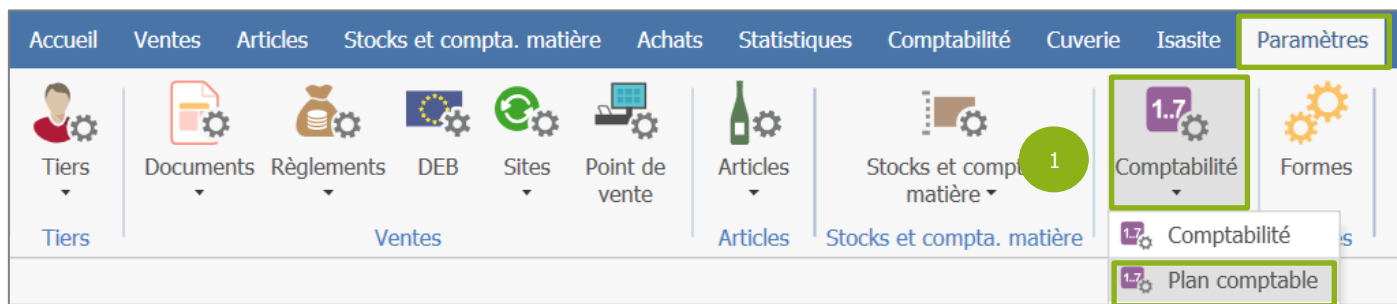 Accueil Ventes Articles Stocks et compta. matière Achats Statistiques Comptabilité Cuverie Isasite Paramètres
1..7
Tiers Documents Règlements DEB Sites Point de vente Articles Stocks et compt matière 1 Comptabilité Formes
Tiers Ventes Articles Stocks et compta. matière
1..7 Comptabilité
1..7 Plan comptable